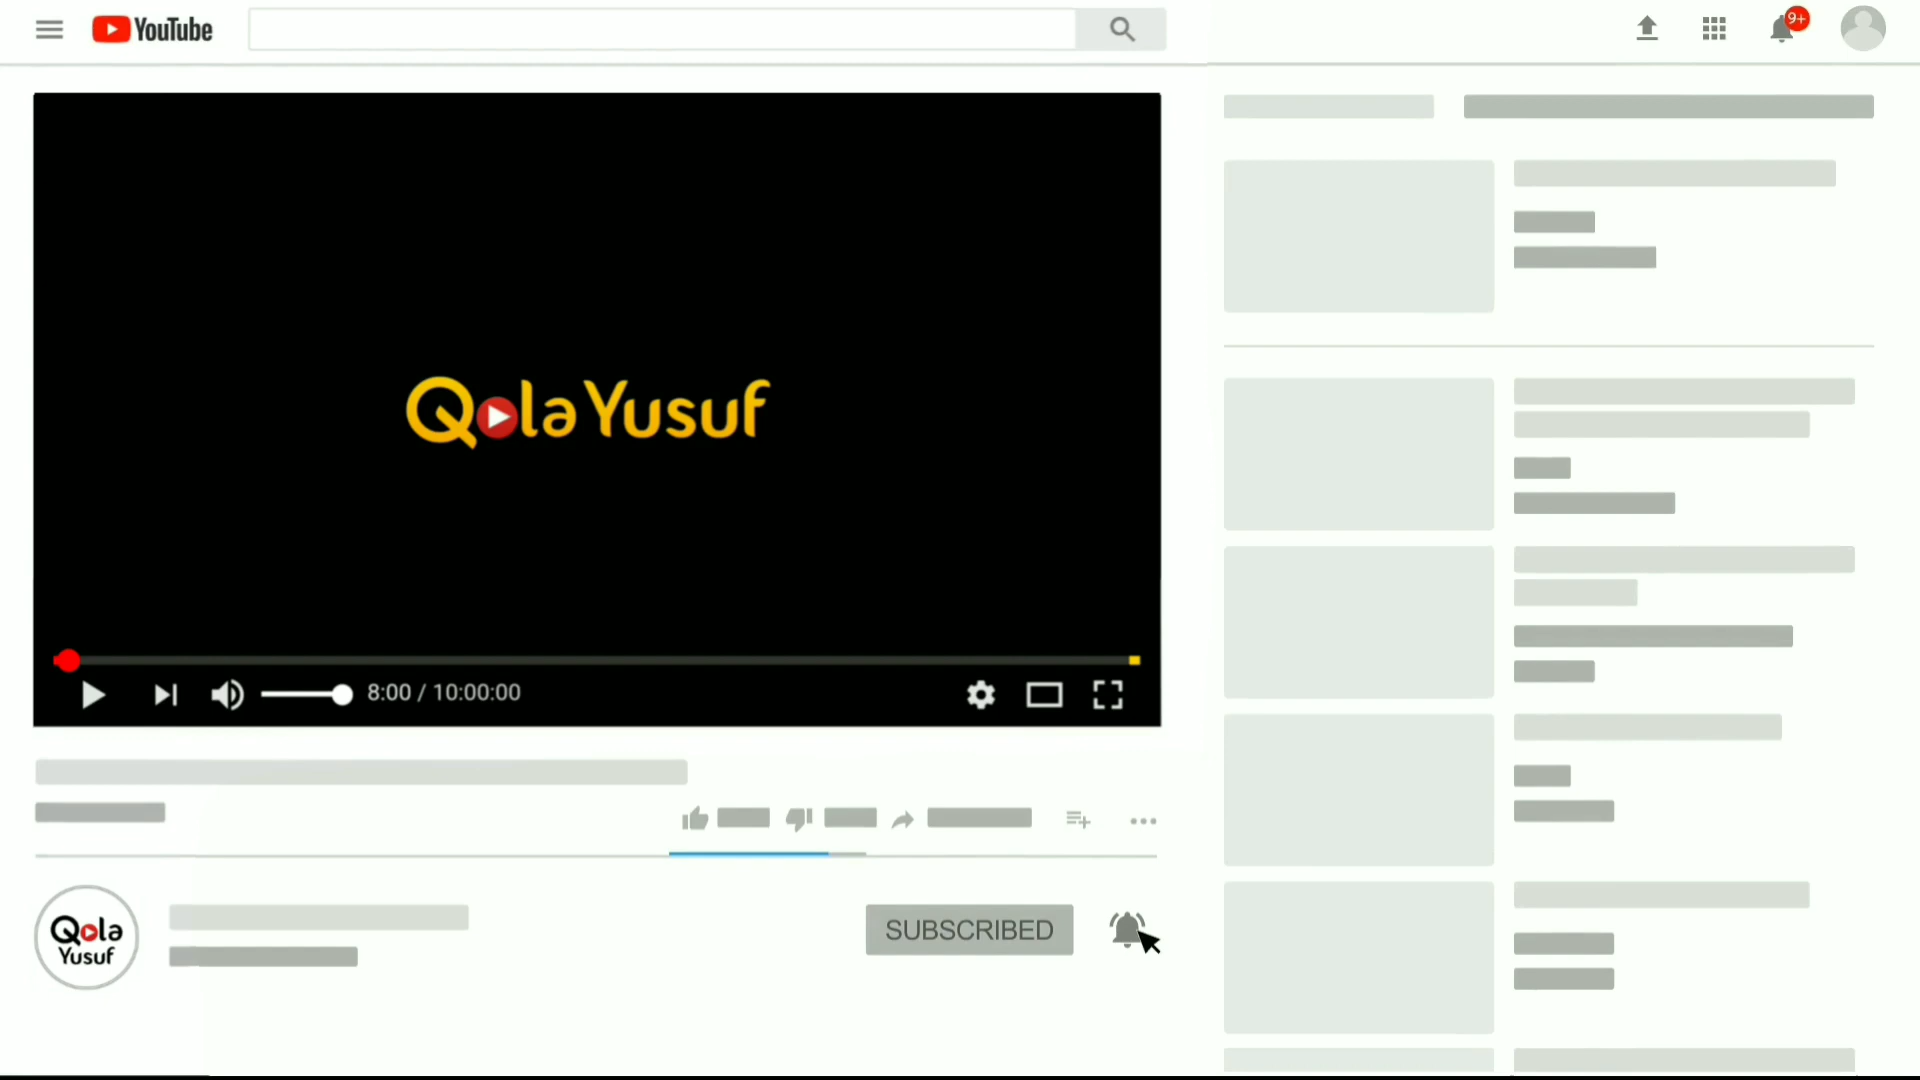 YouTube
9+
Qola Yusuf
8:00 / 10:00:00
Qola
Yusuf
SUBSCRIBED